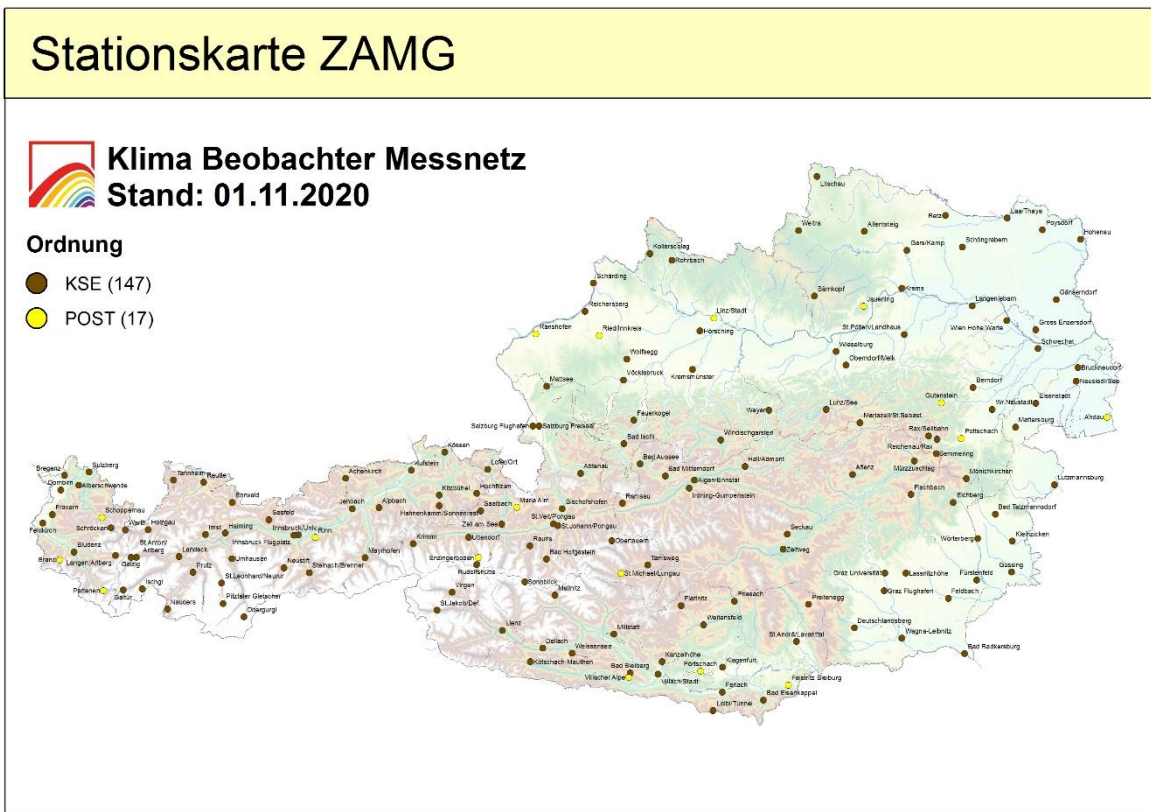 Stationskarte ZAMG
Klima Beobachter Messnetz
Stand: 01.11.2020
Ordnung
KSE (147)
POST (17)
Litschau
Weitra
Allentsteig
Retz
Laa/Thaya
Poysdorf
Hohenau
Gars/Kamp
Schöngrabern
Kollerschlag
Rohrbach
Schärding
Reichersberg
Bärnkopf
Jauerling
Krems
Langenlebarn
Gänserndorf
Ranshofen
Ried/Innkreis
Linz/Stadt
Hörsching
St.Pölten/Landhaus
Wien Hohe Warte
Gross Enzersdorf
Schwechat
Wieselburg
Oberndorf/Melk
Wolfsegg
Vöcklabruck
Kremsmünster
Mattsee
Bruckneudorf
Neusiedl/See
Berndorf
Gutenstein
Wr.Neustadt
Eisenstadt
Mattersburg
Andau
Feuerkogel
Weyer
Lunz/See
Mariazell/St.Sebast.
Salzburg Flughafen
Salzburg Freisaal
Bad Ischl
Windischgarsten
Rax/Seilbahn
Pottschach
Reichenau/Rax
Semmering
Kössen
Kufstein
Lofer/Ort
Abtenau
Bad Aussee
Bad Mitterndorf
Hall/Admont
Aflenz
Mürzzuschlag
Mönichkirchen
Lutzmannsburg
Bregenz
Sulzberg
Dornbirn
Alberschwende
Tannheim
Reutte
Ehrwald
Achenkirch
Aigen/Ennstal
Irdning-Gumpenstein
Fischbach
Eichberg
Bad Tatzmannsdorf
Fraxern
Schoppernau
Feldkirch
Schröcken
Warth
Holzgau
Imst
Haiming
Seefeld
Jenbach
Alpbach
Kitzbühel
Hahnenkamm/Sonnenrast
Hochfilzen
Saalbach
Maria Alm
Bischofshofen
Ramsau
St.Veit/Pongau
St.Johann/Pongau
Zell am See
Innsbruck/Univ.
Innsbruck Flugplatz
Rinn
Krimml
Uttendorf
Rauris
Obertauern
Seckau
Zeltweg
Wörterberg
Kleinzicken
Bludenz
Brand
Langen/Arlberg
St.Anton/
Arlberg
Galzig
Landeck
Umhausen
Neustift
Steinach/Brenner
Mayrhofen
Enzingerboden
Rudolfshütte
Bad Hofgastein
Tamsweg
St.Michael/Lungau
Graz Universität
Lassnitzhöhe
Fürstenfeld
Güssing
Partenen
Galtür
Ischgl
Prutz
St.Leonhard/Neurur
Pitztaler Gletscher
Nauders
Obergurgl
Virgen
St.Jakob/Def.
Sonnblick
Mallnitz
Flattnitz
Friesach
Preitenegg
Graz Flughafen
Feldbach
Lienz
Millstatt
Weitensfeld
St.Andrä/Lavanttal
Deutschlandsberg
Wagna-Leibnitz
Bad Radkersburg
Dellach
Weissensee
Kötschach-Mauthen
Bad Bleiberg
Villacher Alpe
Kanzelhöhe
Villach/Stadt
Pörtschach
Klagenfurt
Ferlach
Loibl/Tunnel
Feistritz Bleiburg
Bad Eisenkappel